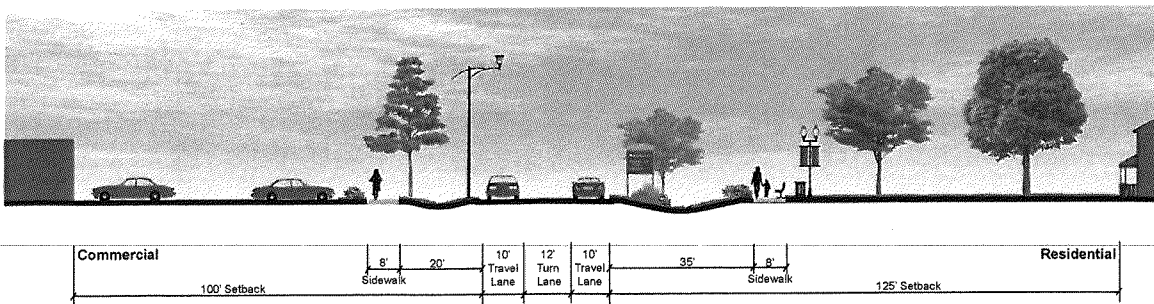 Commercial
Residential
8'
Sidewalk
20'
10'
Travel
Lane
12'
Turn
Lane
10'
Travel
Lane
35'
8'
Sidewalk
100' Setback
125' Setback